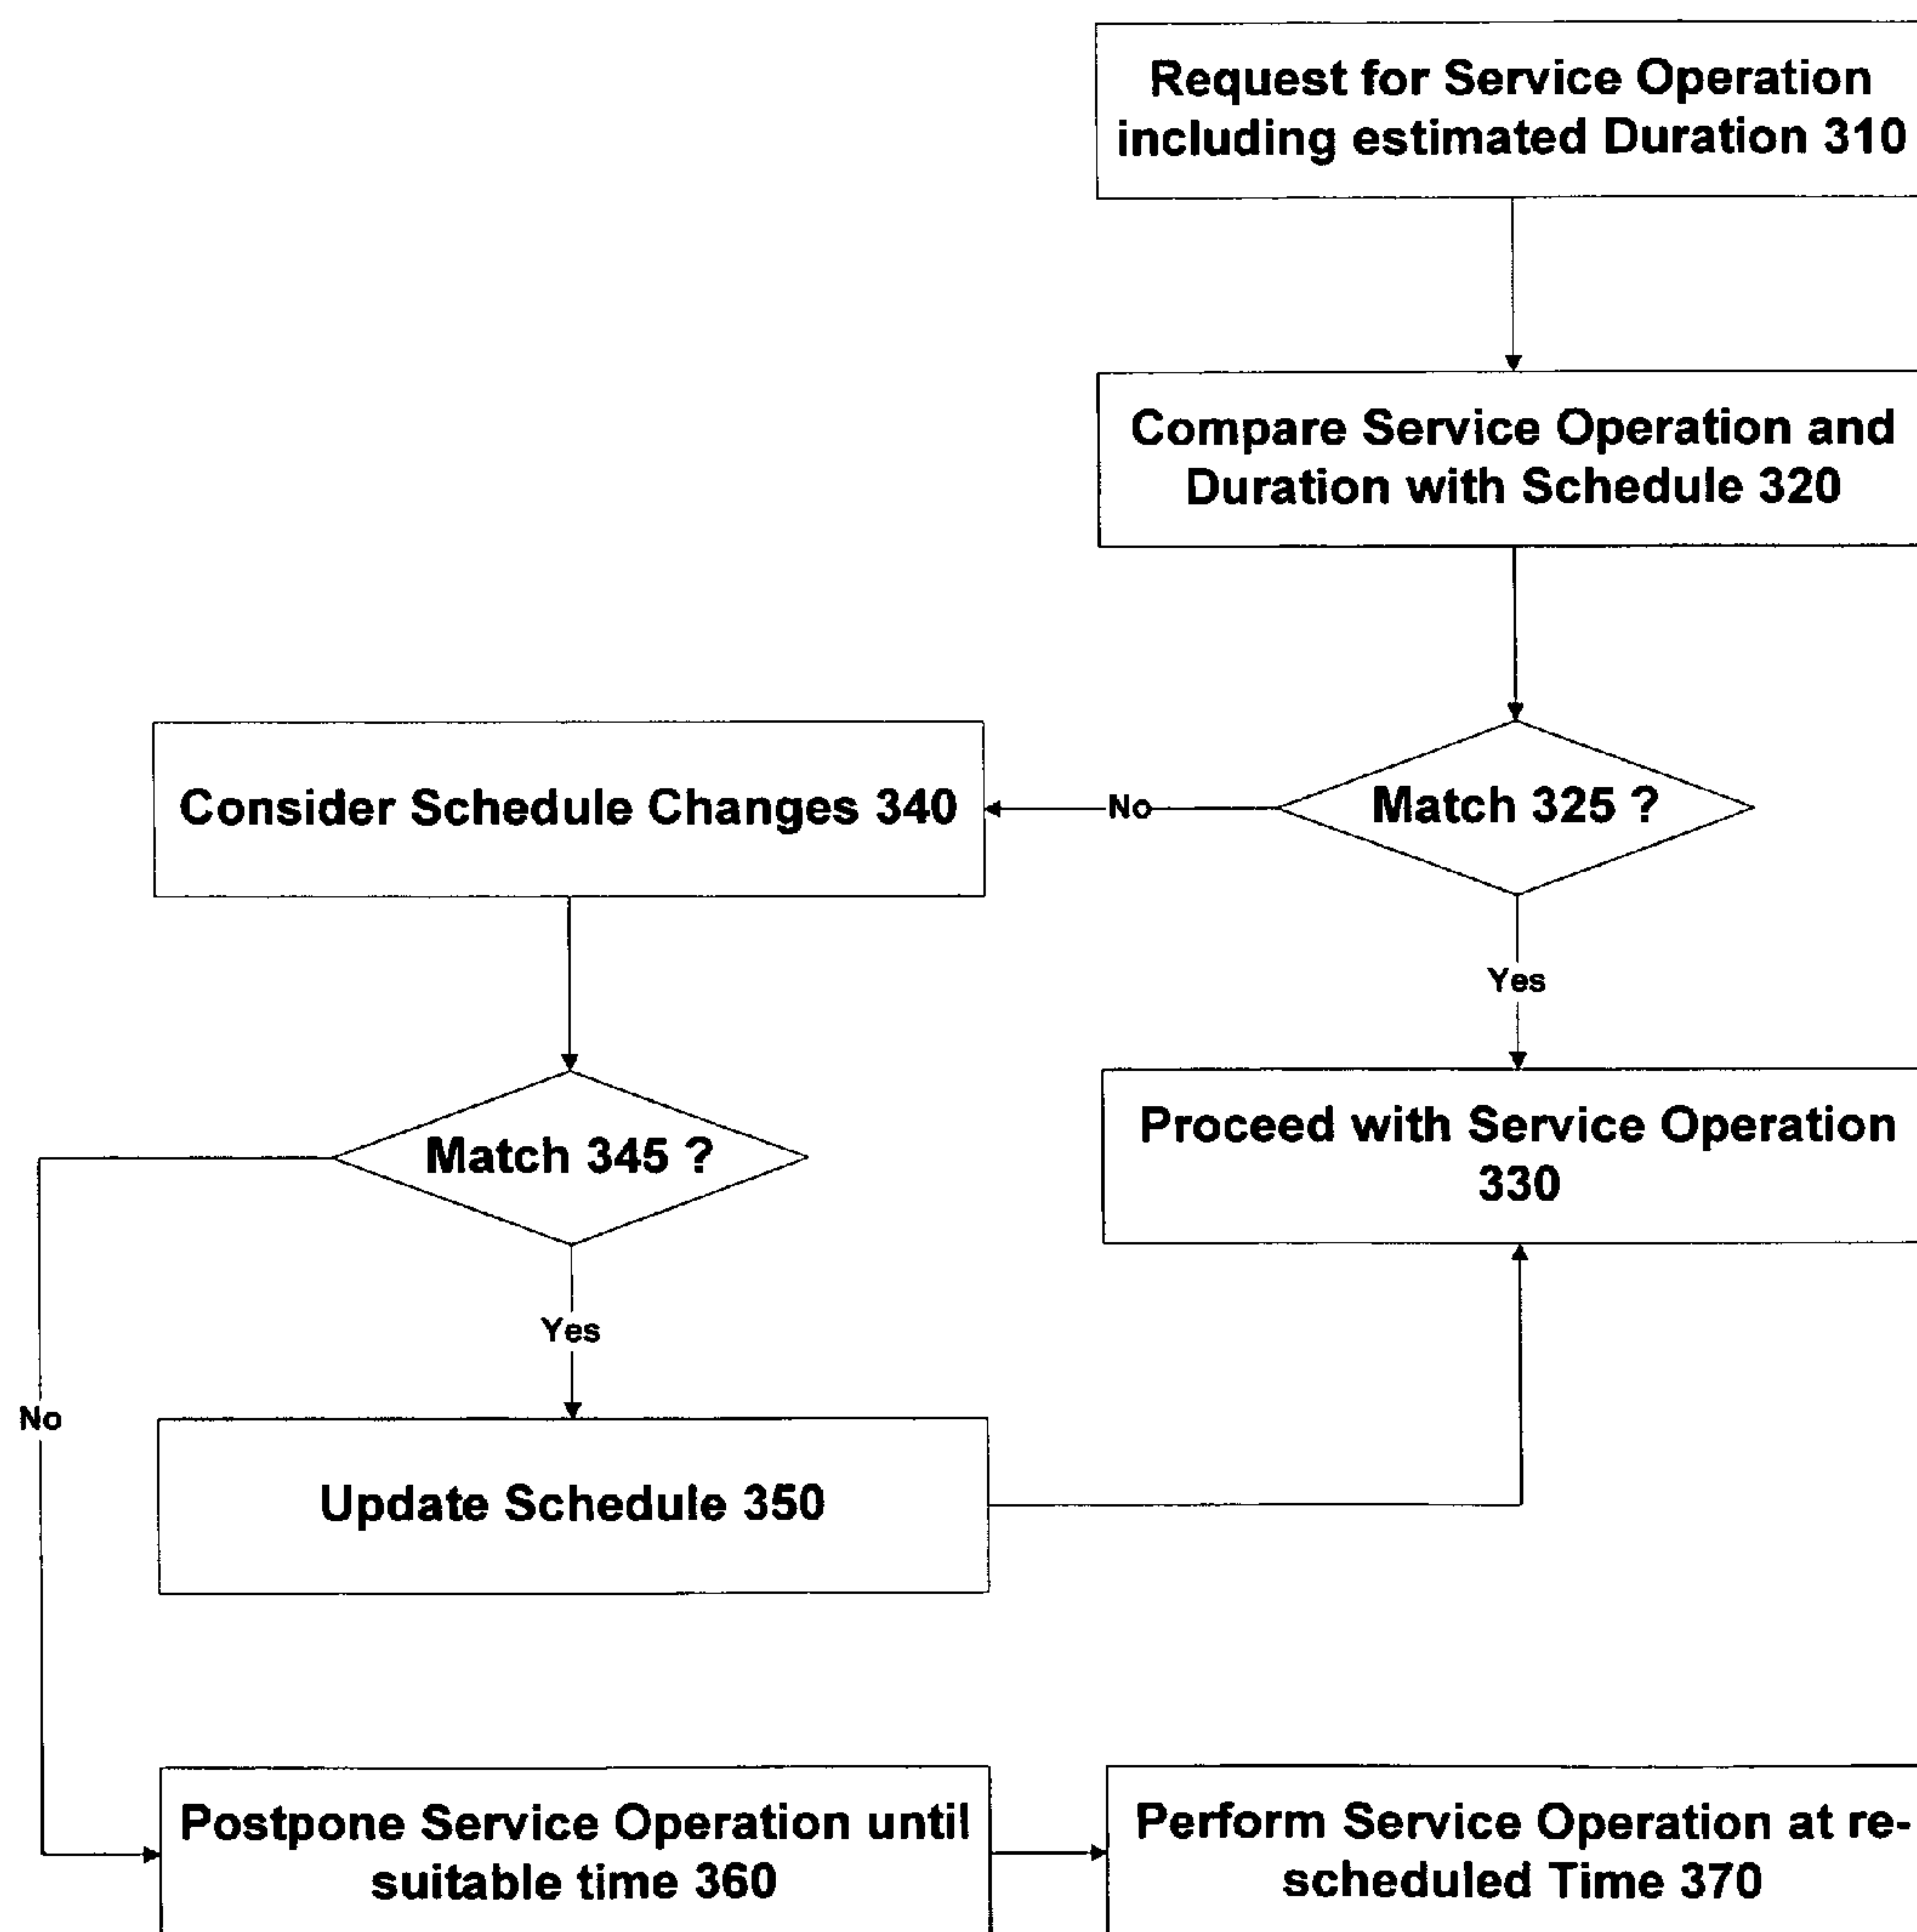 Request for Service Operation
including estimated Duration 310
Compare Service Operation and
Duration with Schedule 320
Consider Schedule Changes 340
No
Match 325 ?
Yes
Match 345 ?
Proceed with Service Operation
330
Yes
No
Update Schedule 350
Postpone Service Operation until
suitable time 360
Perform Service Operation at re-
scheduled Time 370